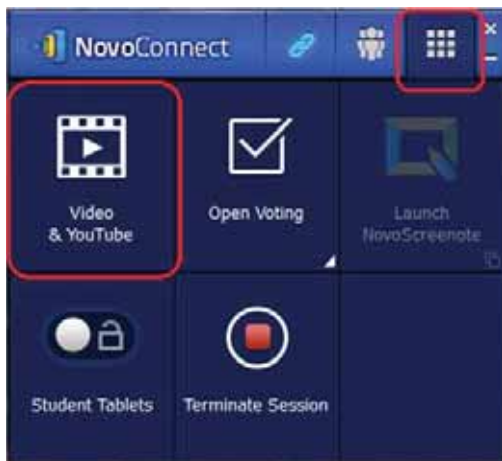 NovoConnect
Video
& YouTube
Open Voting
Launch
NovoScreenote
Student Tablets
Terminate Session